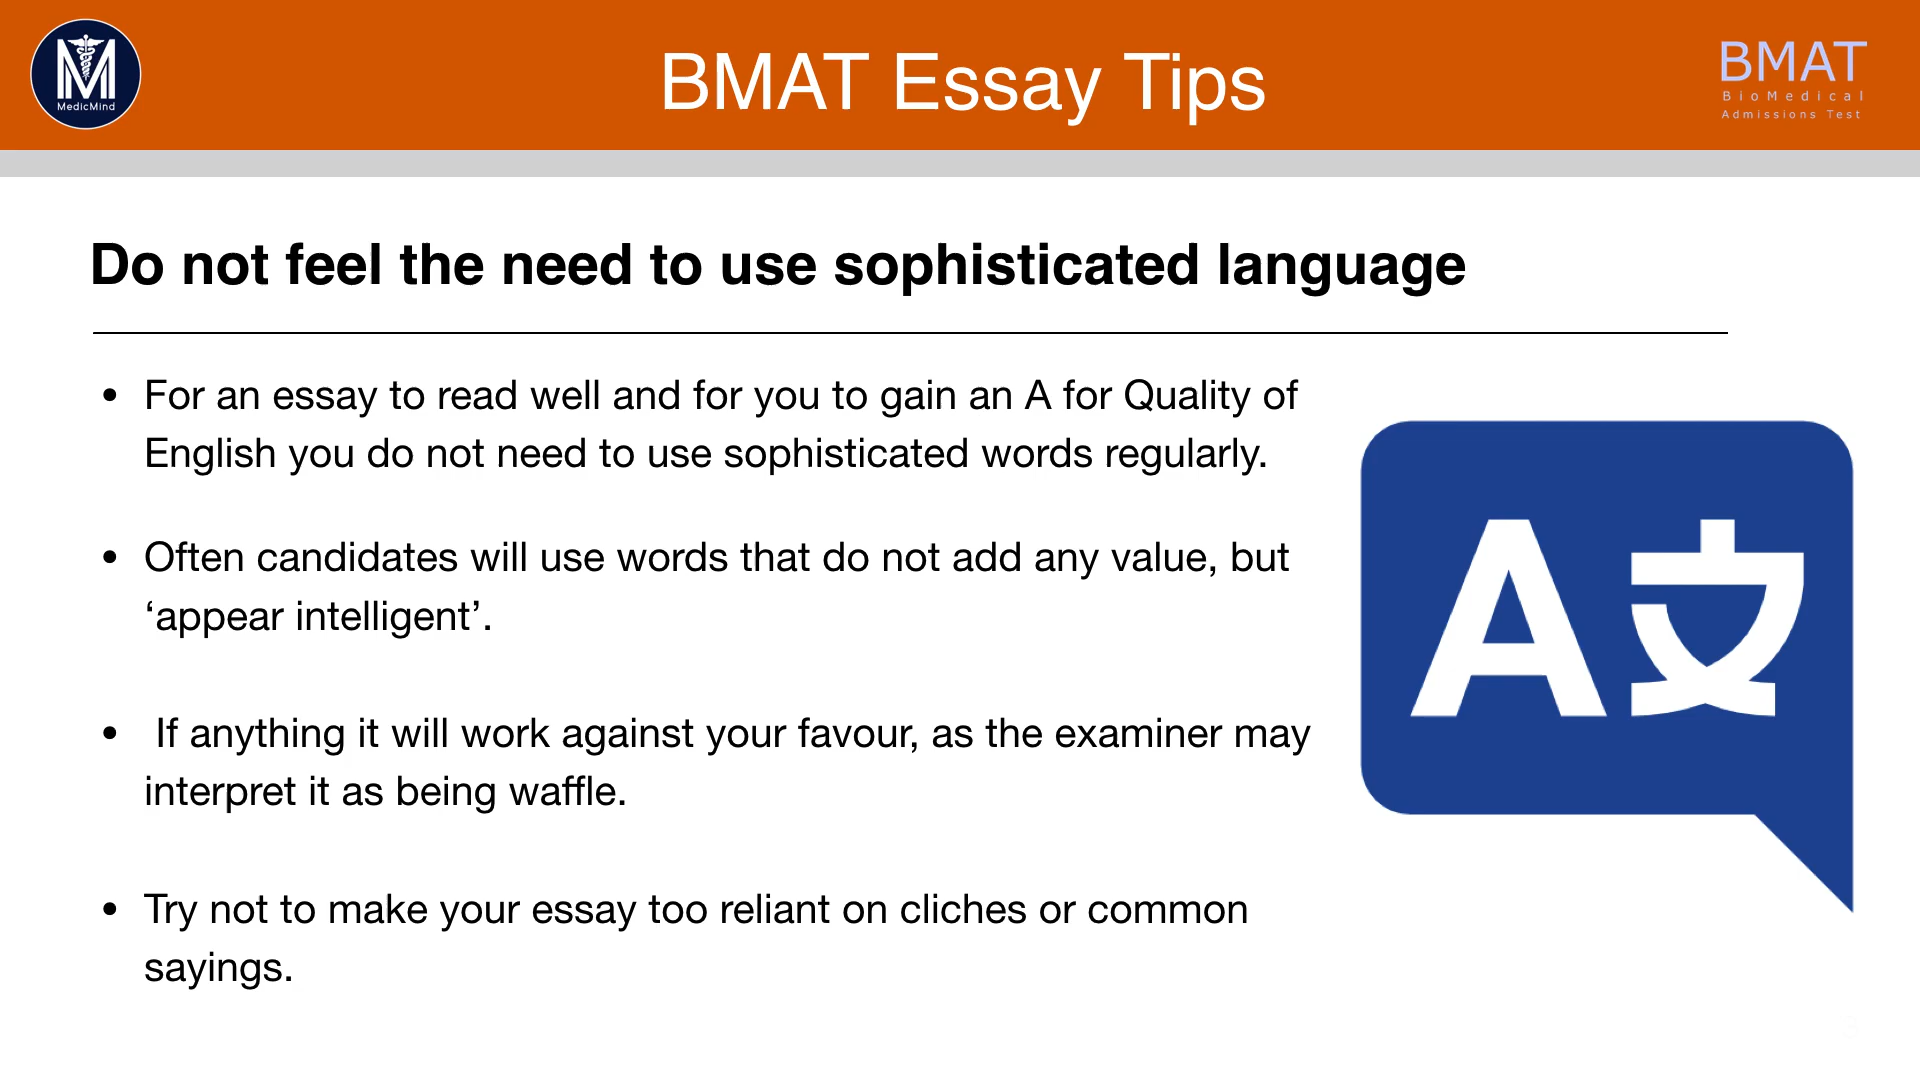 MedicMind
BMAT Essay Tips
BMAT
BioMedical
Admissions Test
Do not feel the need to use sophisticated language
• For an essay to read well and for you to gain an A for Quality of
English you do not need to use sophisticated words regularly.
• Often candidates will use words that do not add any value, but
‘appear intelligent’.
• If anything it will work against your favour, as the examiner may
interpret it as being waffle.
• Try not to make your essay too reliant on cliches or common
sayings.
A文